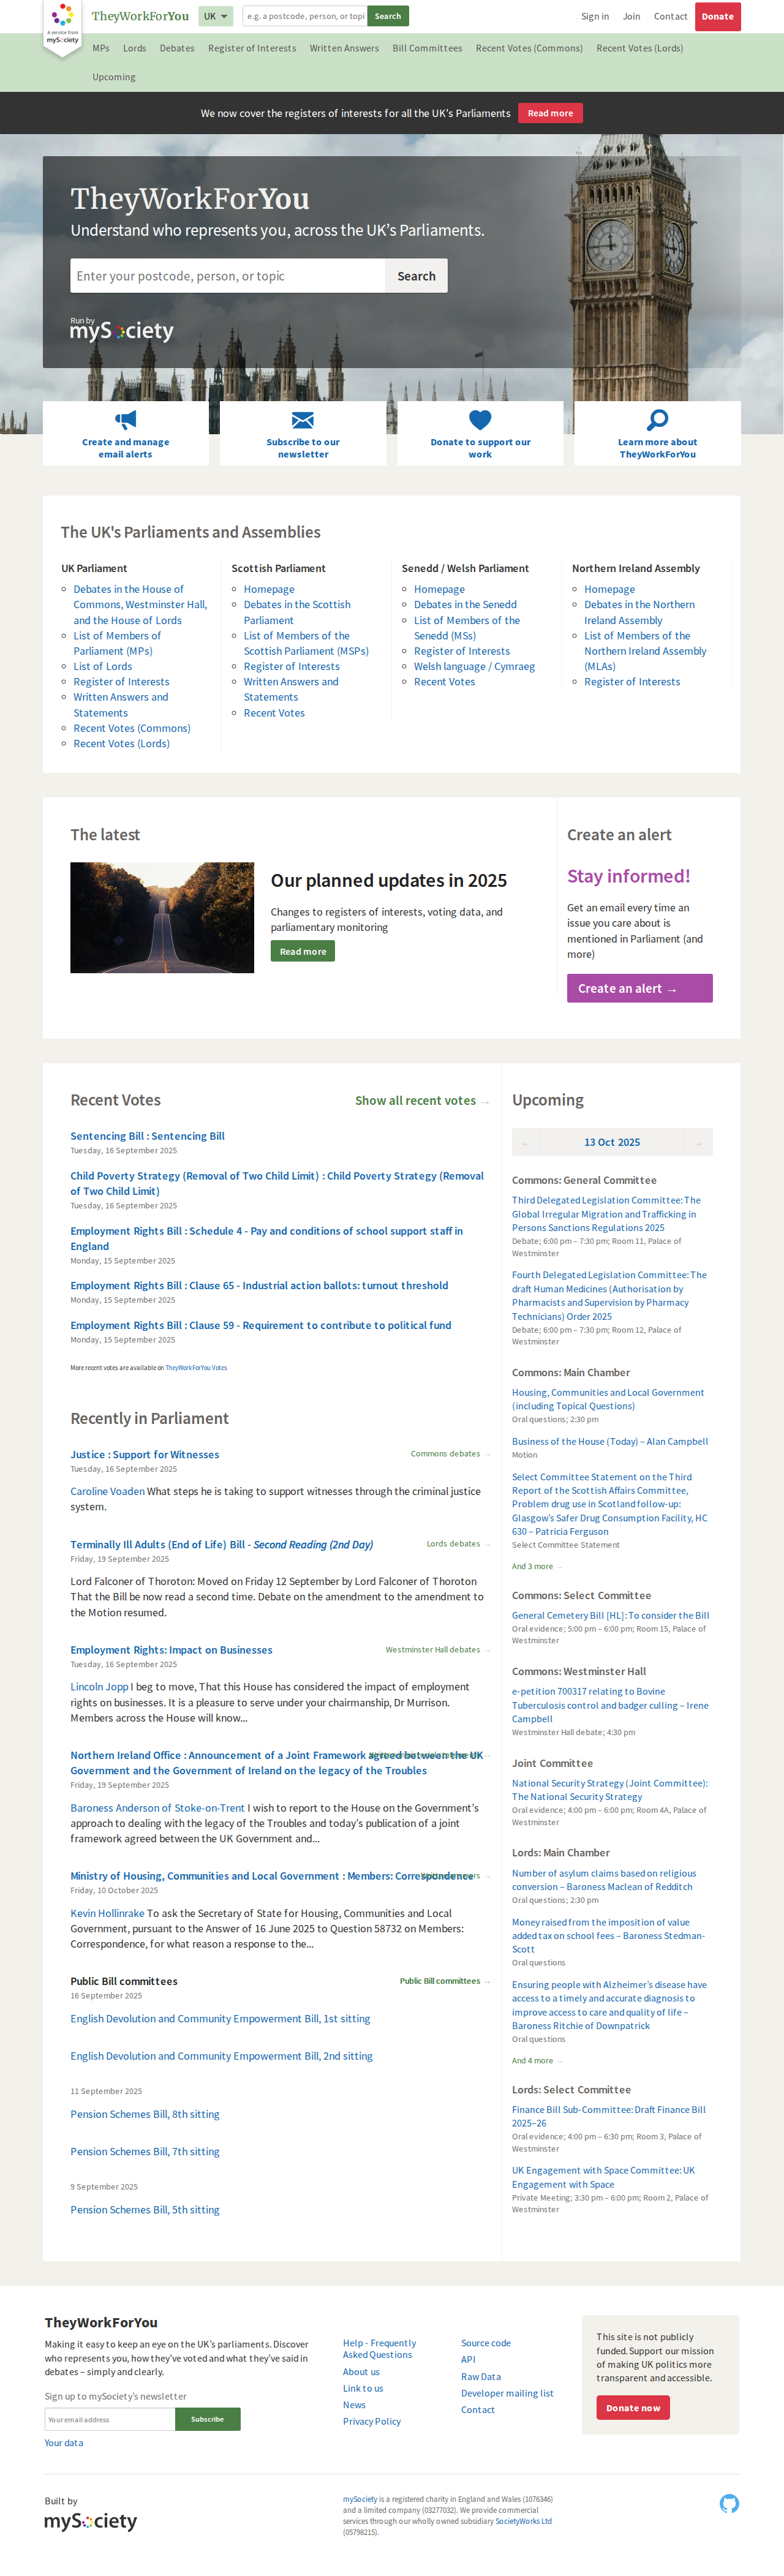 A service from
mySociety
TheyWorkForYou
UK
e.g. a postcode, person, or topi
Search
Sign in
Join
Contact
Donate
MPs
Lords
Debates
Register of Interests
Written Answers
Bill Committees
Recent Votes (Commons)
Recent Votes (Lords)
Upcoming
We now cover the registers of interests for all the UK's Parliaments
Read more
TheyWorkForYou
Understand who represents you, across the UK’s Parliaments.
Enter your postcode, person, or topic
Search
Run by
mySociety
Create and manage
email alerts
Subscribe to our
newsletter
Donate to support our
work
Learn more about
TheyWorkForYou
The UK's Parliaments and Assemblies
UK Parliament
Debates in the House of
Commons, Westminster Hall,
and the House of Lords
List of Members of
Parliament (MPs)
List of Lords
Register of Interests
Written Answers and
Statements
Recent Votes (Commons)
Recent Votes (Lords)
Scottish Parliament
Homepage
Debates in the Scottish
Parliament
List of Members of the
Scottish Parliament (MSPs)
Register of Interests
Written Answers and
Statements
Recent Votes
Senedd / Welsh Parliament
Homepage
Debates in the Senedd
List of Members of the
Senedd (MSs)
Register of Interests
Welsh language / Cymraeg
Recent Votes
Northern Ireland Assembly
Homepage
Debates in the Northern
Ireland Assembly
List of Members of the
Northern Ireland Assembly
(MLAs)
Register of Interests
The latest
Our planned updates in 2025
Changes to registers of interests, voting data, and
parliamentary monitoring
Read more
Create an alert
Stay informed!
Get an email every time an
issue you care about is
mentioned in Parliament (and
more)
Create an alert →
Recent Votes
Show all recent votes →
Sentencing Bill : Sentencing Bill
Tuesday, 16 September 2025
Child Poverty Strategy (Removal of Two Child Limit) : Child Poverty Strategy (Removal
of Two Child Limit)
Tuesday, 16 September 2025
Employment Rights Bill : Schedule 4 - Pay and conditions of school support staff in
England
Monday, 15 September 2025
Employment Rights Bill : Clause 65 - Industrial action ballots: turnout threshold
Monday, 15 September 2025
Employment Rights Bill : Clause 59 - Requirement to contribute to political fund
Monday, 15 September 2025
More recent votes are available on TheyWorkForYou Votes
Recently in Parliament
Justice : Support for Witnesses
Commons debates →
Tuesday, 16 September 2025
Caroline Voaden What steps he is taking to support witnesses through the criminal justice
system.
Terminally Ill Adults (End of Life) Bill - Second Reading (2nd Day)
Lords debates →
Friday, 19 September 2025
Lord Falconer of Thoroton: Moved on Friday 12 September by Lord Falconer of Thoroton
That the Bill be now read a second time. Debate on the amendment to the amendment to
the Motion resumed.
Employment Rights: Impact on Businesses
Westminster Hall debates →
Tuesday, 16 September 2025
Lincoln Jopp I beg to move, That this House has considered the impact of employment
rights on businesses. It is a pleasure to serve under your chairmanship, Dr Murrison.
Members across the House will know...
Northern Ireland Office : Announcement of a Joint Framework agreed between the UK
Government and the Government of Ireland on the legacy of the Troubles
Friday, 19 September 2025
Baroness Anderson of Stoke-on-Trent I wish to report to the House on the Government’s
approach to dealing with the legacy of the Troubles and today’s publication of a joint
framework agreed between the UK Government and...
Ministry of Housing, Communities and Local Government : Members: Correspondence
Friday, 10 October 2025
Kevin Hollinrake To ask the Secretary of State for Housing, Communities and Local
Government, pursuant to the Answer of 16 June 2025 to Question 58732 on Members:
Correspondence, for what reason a response to the...
Public Bill committees
Public Bill committees →
16 September 2025
English Devolution and Community Empowerment Bill, 1st sitting
English Devolution and Community Empowerment Bill, 2nd sitting
11 September 2025
Pension Schemes Bill, 8th sitting
Pension Schemes Bill, 7th sitting
9 September 2025
Pension Schemes Bill, 5th sitting
Upcoming
← 13 Oct 2025 →
Commons: General Committee
Third Delegated Legislation Committee: The
Global Irregular Migration and Trafficking in
Persons Sanctions Regulations 2025
Debate; 6:00 pm – 7:30 pm; Room 11, Palace of
Westminster
Fourth Delegated Legislation Committee: The
draft Human Medicines (Authorisation by
Pharmacists and Supervision by Pharmacy
Technicians) Order 2025
Debate; 6:00 pm – 7:30 pm; Room 12, Palace of
Westminster
Commons: Main Chamber
Housing, Communities and Local Government
(including Topical Questions)
Oral questions; 2:30 pm
Business of the House (Today) – Alan Campbell
Motion
Select Committee Statement on the Third
Report of the Scottish Affairs Committee,
Problem drug use in Scotland follow-up:
Glasgow’s Safer Drug Consumption Facility, HC
630 – Patricia Ferguson
Select Committee Statement
And 3 more →
Commons: Select Committee
General Cemetery Bill [HL]: To consider the Bill
Oral evidence; 5:00 pm – 6:00 pm; Room 15, Palace of
Westminster
Commons: Westminster Hall
e-petition 700317 relating to Bovine
Tuberculosis control and badger culling – Irene
Campbell
Westminster Hall debate; 4:30 pm
Joint Committee
National Security Strategy (Joint Committee):
The National Security Strategy
Oral evidence; 4:00 pm – 6:00 pm; Room 4A, Palace of
Westminster
Lords: Main Chamber
Number of asylum claims based on religious
conversion – Baroness Maclean of Redditch
Oral questions; 2:30 pm
Money raised from the imposition of value
added tax on school fees – Baroness Stedman-
Scott
Oral questions
Ensuring people with Alzheimer’s disease have
access to a timely and accurate diagnosis to
improve access to care and quality of life –
Baroness Ritchie of Downpatrick
Oral questions
And 4 more →
Lords: Select Committee
Finance Bill Sub-Committee: Draft Finance Bill
2025–26
Oral evidence; 4:00 pm – 6:30 pm; Room 3, Palace of
Westminster
UK Engagement with Space Committee: UK
Engagement with Space
Private Meeting; 3:30 pm – 6:00 pm; Room 2, Palace of
Westminster
TheyWorkForYou
Making it easy to keep an eye on the UK’s parliaments. Discover
who represents you, how they’ve voted and what they’ve said in
debates – simply and clearly.
Sign up to mySociety’s newsletter
Your email address
Subscribe
Your data
Help - Frequently
Asked Questions
About us
Link to us
News
Privacy Policy
Source code
API
Raw Data
Developer mailing list
Contact
This site is not publicly
funded. Support our mission
of making UK politics more
transparent and accessible.
Donate now
Built by
mySociety
mySociety is a registered charity in England and Wales (1076346)
and a limited company (03277032). We provide commercial
services through our wholly owned subsidiary SocietyWorks Ltd
(05798215).